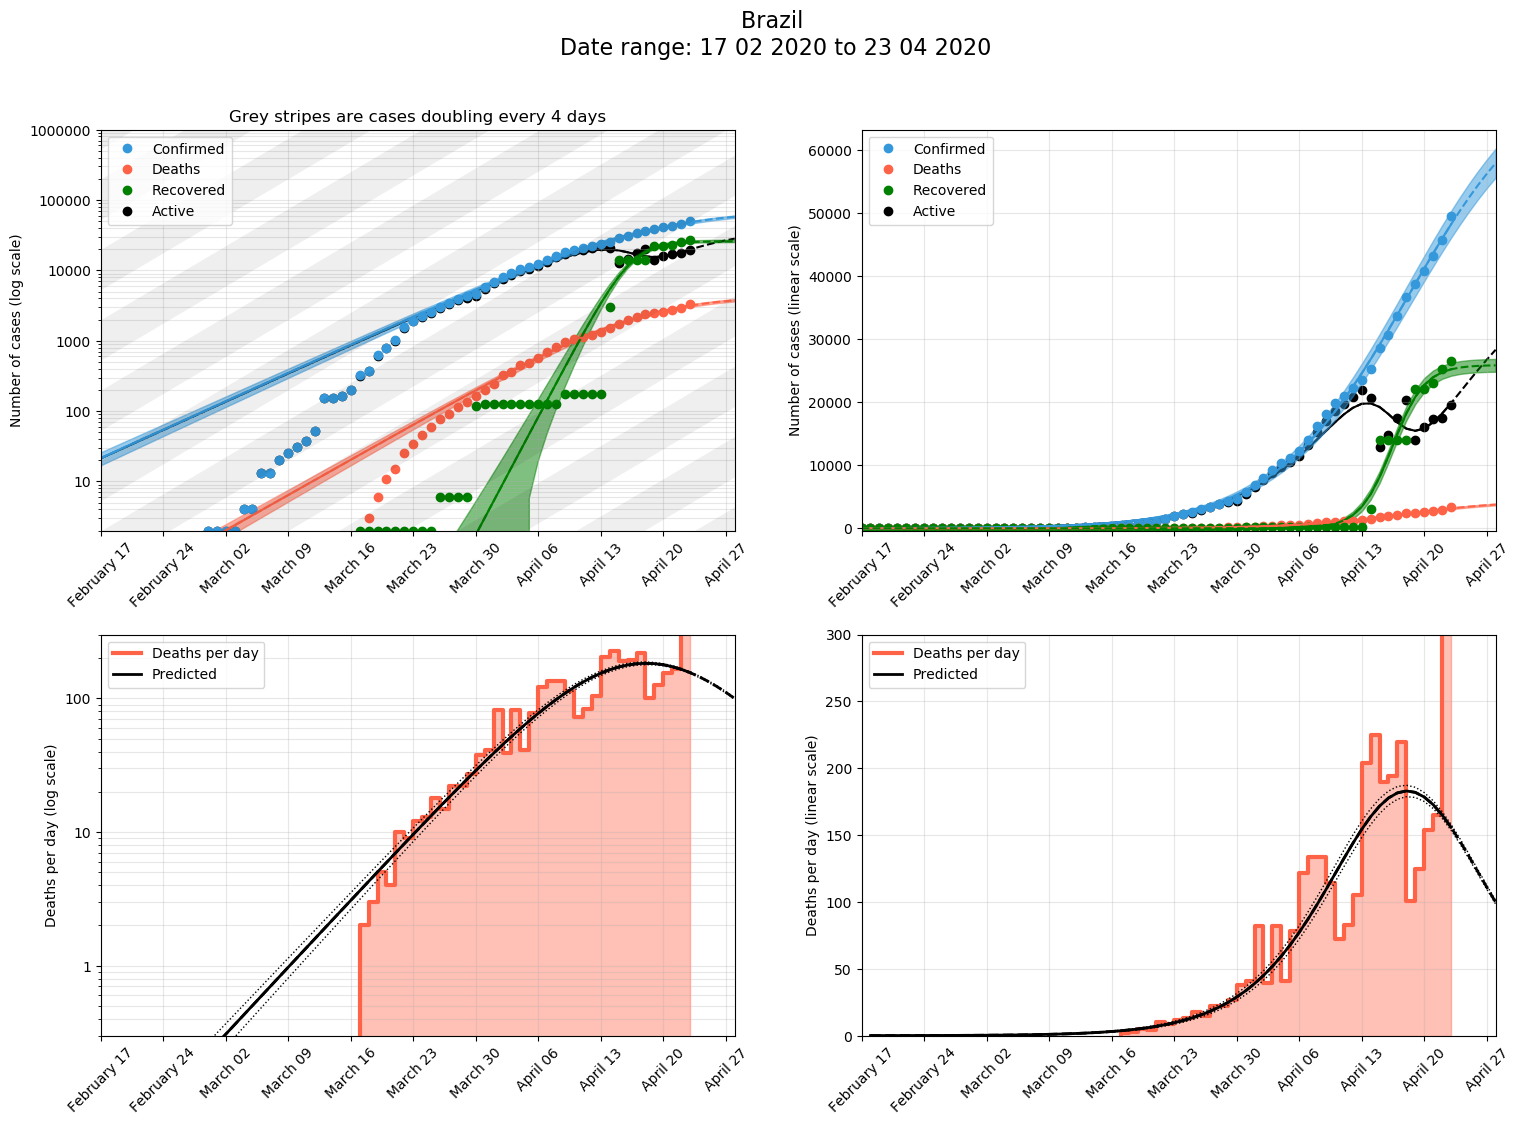 Brazil
Date range: 17 02 2020 to 23 04 2020
Grey stripes are cases doubling every 4 days
Number of cases (log scale)
1000000
100000
10000
1000
100
10
Confirmed
Deaths
Recovered
Active
February 17
February 24
March 02
March 09
March 16
March 23
March 30
April 06
April 13
April 20
April 27
Number of cases (linear scale)
60000
50000
40000
30000
20000
10000
0
Confirmed
Deaths
Recovered
Active
February 17
February 24
March 02
March 09
March 16
March 23
March 30
April 06
April 13
April 20
April 27
Deaths per day (log scale)
100
10
1
Deaths per day
Predicted
February 17
February 24
March 02
March 09
March 16
March 23
March 30
April 06
April 13
April 20
April 27
Deaths per day (linear scale)
300
250
200
150
100
50
0
Deaths per day
Predicted
February 17
February 24
March 02
March 09
March 16
March 23
March 30
April 06
April 13
April 20
April 27